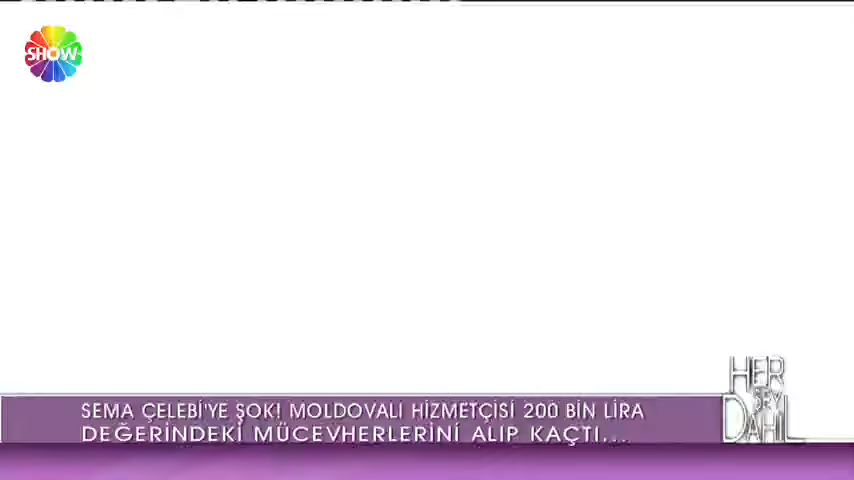 SHOW
HER
ŞEY
DAHİL
SEMA ÇELEBİ'YE ŞOK! MOLDOVALI HİZMETÇİSİ 200 BİN LİRA
DEĞERİNDEKİ MÜCEVHERLERİNİ ALIP KAÇTI...